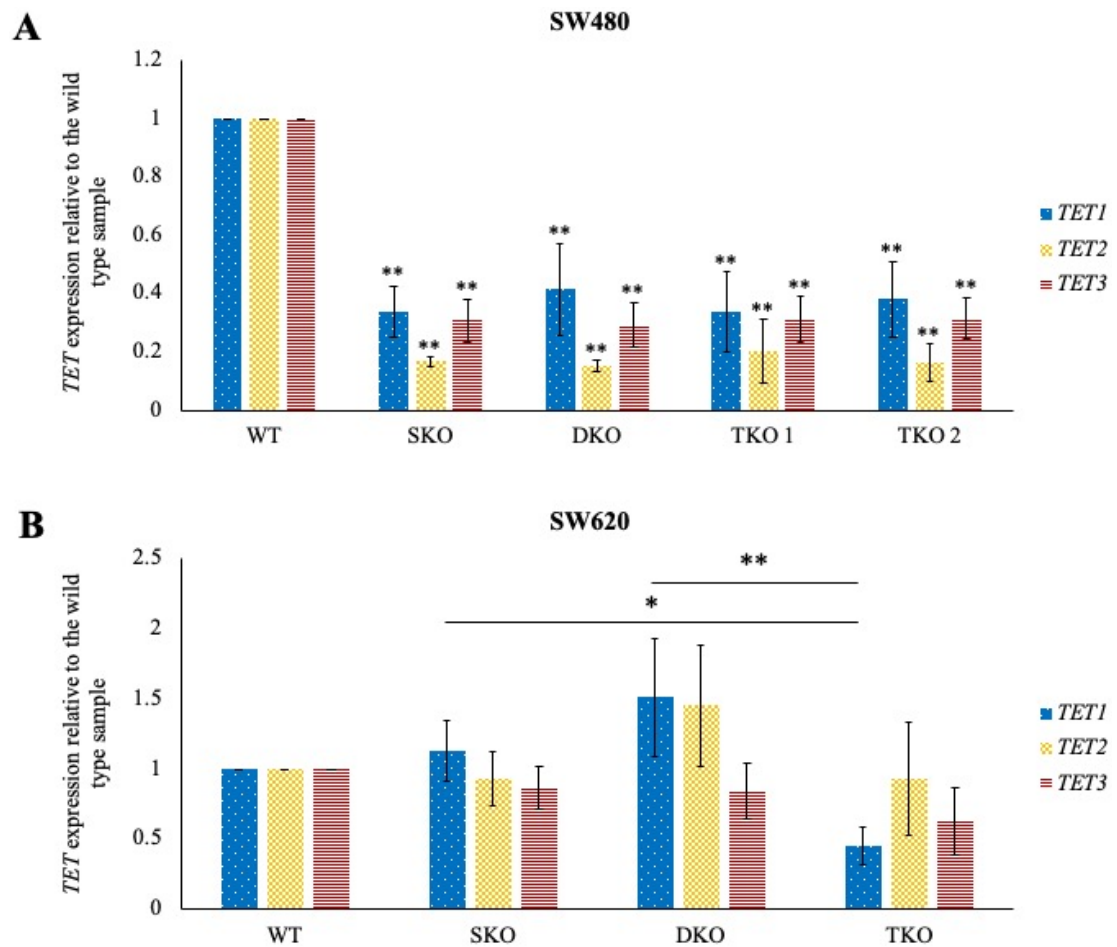 A
SW480
TET expression relative to the wild
type sample
1.2
1
0.8
0.6
0.4
0.2
0
** ** **
** ** **
** ** **
** ** **
WT SKO DKO TKO 1 TKO 2
TET1
TET2
TET3
B
SW620
TET expression relative to the wild
type sample
2.5
2
1.5
1
0.5
0
**
*
WT SKO DKO TKO
TET1
TET2
TET3